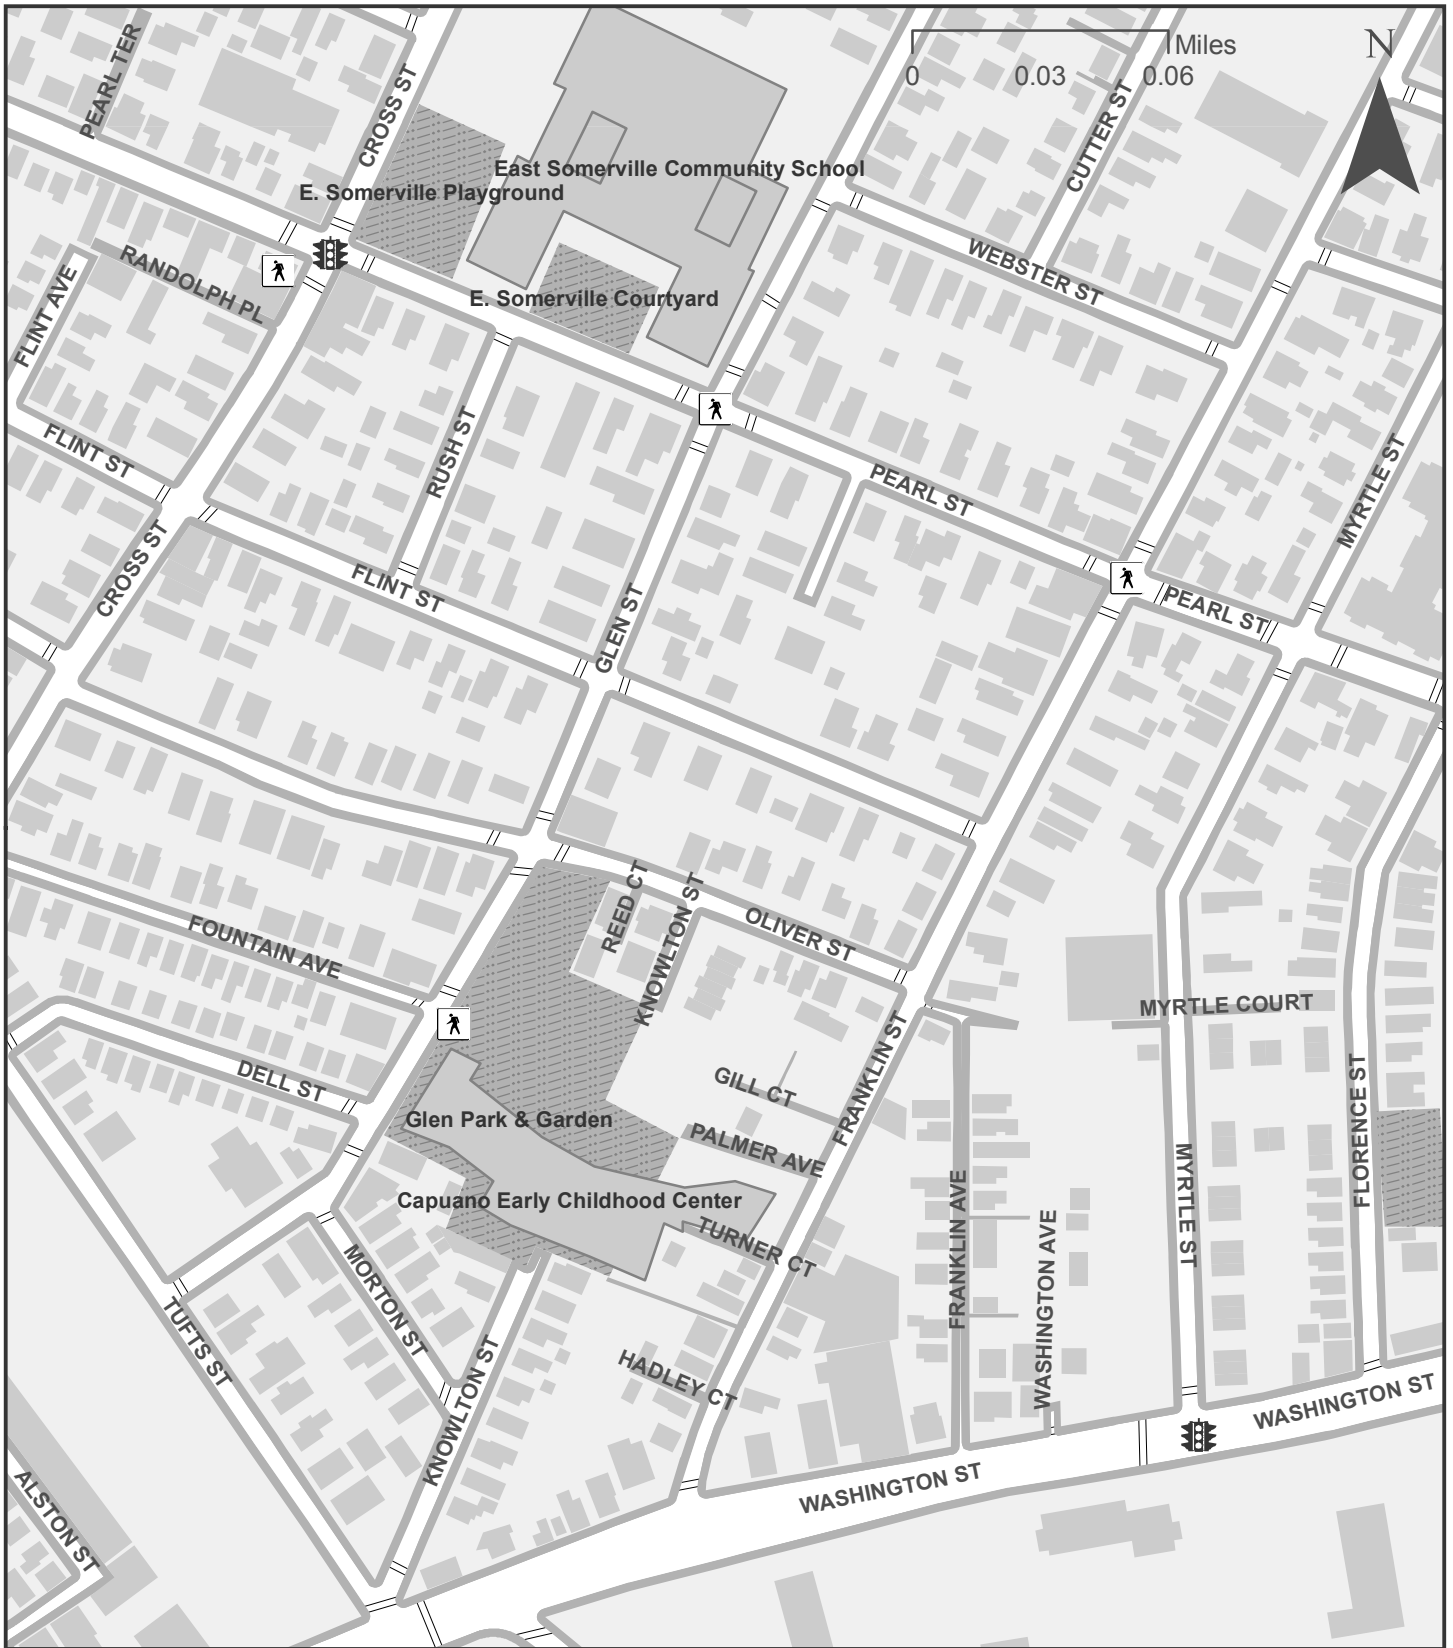 PEARL TER
CROSS ST
Miles
0
0.03
0.06
N
CUTTER ST
East Somerville Community School
E. Somerville Playground
RANDOLPH PL
FLINT AVE
E. Somerville Courtyard
WEBSTER ST
FLINT ST
RUSH ST
PEARL ST
MYRTLE ST
CROSS ST
FLINT ST
GLEN ST
PEARL ST
REED CT
KNOWLTON ST
OLIVER ST
FOUNTAIN AVE
MYRTLE COURT
DELL ST
GILL CT
FRANKLIN ST
Glen Park & Garden
PALMER AVE
FLORENCE ST
MYRTLE ST
Capuano Early Childhood Center
TURNER CT
FRANKLIN AVE
WASHINGTON AVE
MORTON ST
TUFTS ST
KNOWLTON ST
HADLEY CT
WASHINGTON ST
WASHINGTON ST
ALSTON ST